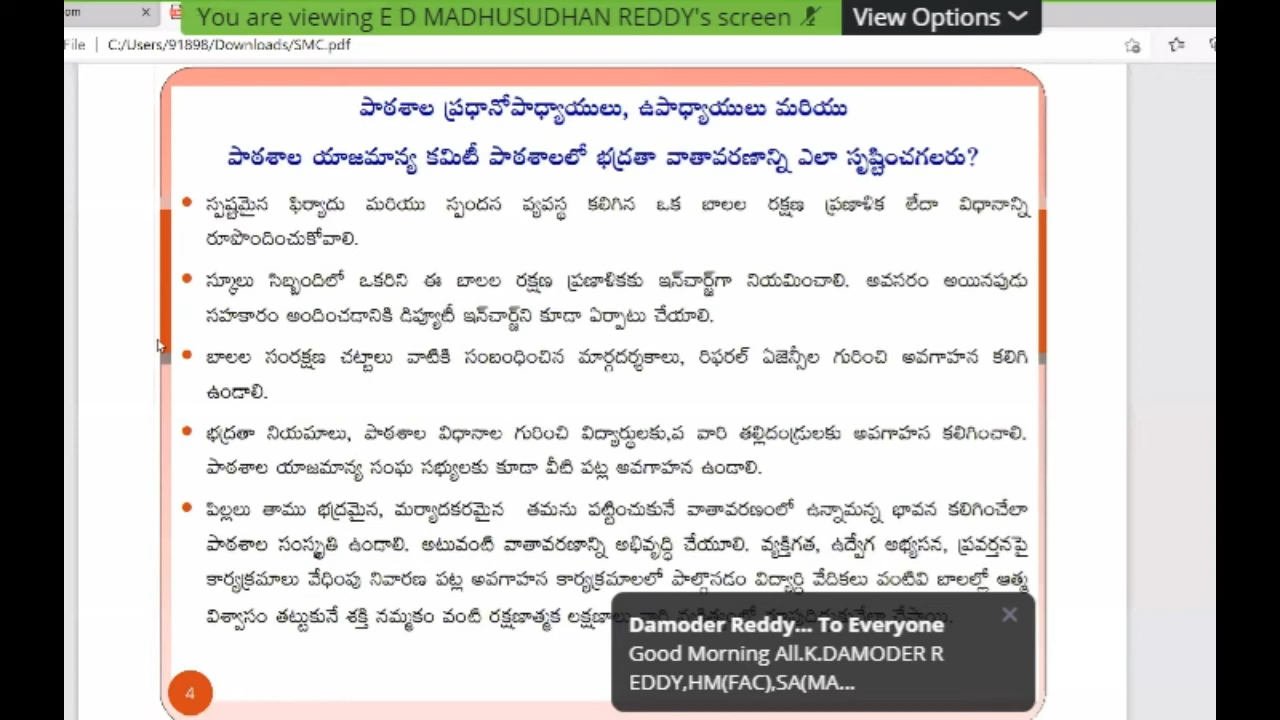 om ×
You are viewing E D MADHUSUDHAN REDDY's screen View Options
File | C:/Users/91898/Downloads/SMC.pdf
పాఠశాల ప్రధానోపాధ్యాయులు, ఉపాధ్యాయులు మరియు
పాఠశాల యాజమాన్య కమిటీ పాఠశాలలో భద్రతా వాతావరణాన్ని ఎలా సృష్టించగలరు?
• స్పష్టమైన ఫిర్యాదు మరియు స్పందన వ్యవస్థ కలిగిన ఒక బాలల రక్షణ ప్రణాళిక లేదా విధానాన్ని
రూపొందించుకోవాలి.
• స్కూలు సిబ్బందిలో ఒకరిని ఈ బాలల రక్షణ ప్రణాళికకు ఇన్‌చార్జ్‌గా నియమించాలి. అవసరం అయినపుడు
సహకారం అందించడానికి డిప్యూటీ ఇన్‌చార్జ్‌ని కూడా ఏర్పాటు చేయాలి.
• బాలల సంరక్షణ చట్టాలు వాటికి సంబంధించిన మార్గదర్శకాలు, రిఫరల్ ఏజెన్సీల గురించి అవగాహన కలిగి
ఉండాలి.
• భద్రతా నియమాలు, పాఠశాల విధానాల గురించి విద్యార్థులకు,ప వారి తల్లిదండ్రులకు అపగాహన కలిగించాలి.
పాఠశాల యాజమాన్య సంఘ సభ్యులకు కూడా వీటి పట్ల అవగాహన ఉండాలి.
• పిల్లలు తాము భద్రమైన, మర్యాదకరమైన తమను పట్టించుకునే వాతావరణంలో ఉన్నామన్న భావన కలిగించేలా
పాఠశాల సంస్కృతి ఉండాలి. అటువంటి వాతావరణాన్ని అభివృద్ధి చేయాలి. వ్యక్తిగత, ఉద్వేగ అభ్యసన, ప్రవర్తనపై
కార్యక్రమాలు వేధింపు నివారణ పట్ల అవగాహన కార్యక్రమాలలో పాల్గొనడం విద్యార్థి వేదికలు వంటివి బాలల్లో ఆత్మ
విశ్వాసం తట్టుకునే శక్తి నమ్మకం వంటి రక్షణాత్మక లక్షణాలు
Damoder Reddy... To Everyone ×
Good Morning All.K.DAMODER R
EDDY,HM(FAC),SA(MA...
4